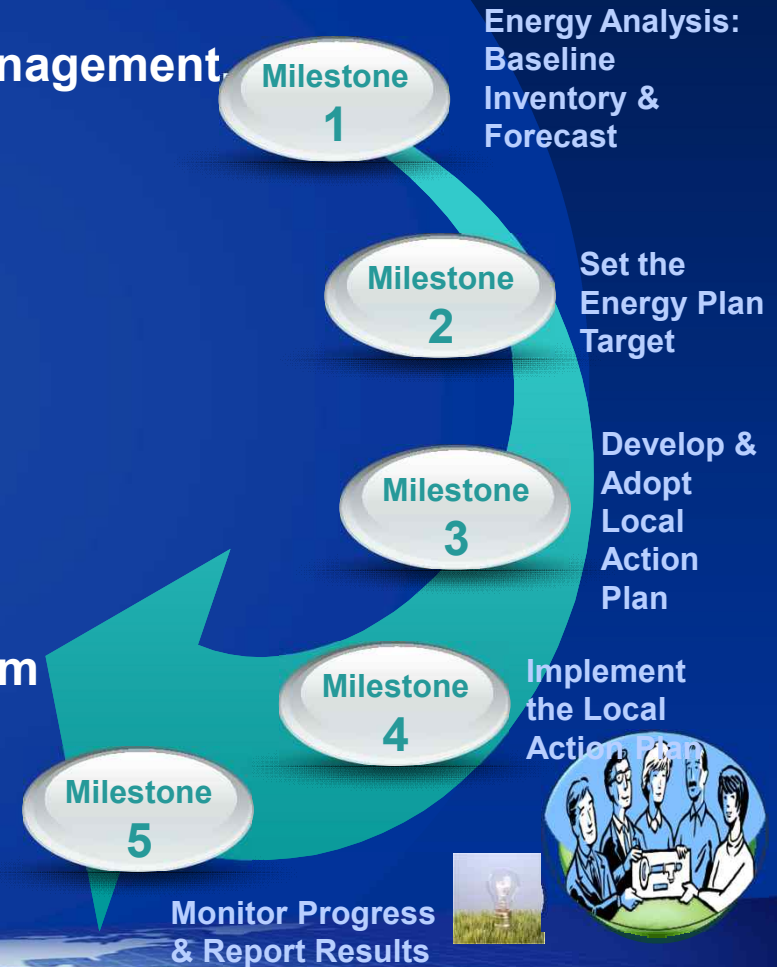 nagement
Milestone
1
Energy Analysis:
Baseline
Inventory &
Forecast
Milestone
2
Set the
Energy Plan
Target
Milestone
3
Develop &
Adopt
Local
Action
Plan
m
Milestone
4
Implement
the Local
Action Plan
Milestone
5
Monitor Progress
& Report Results